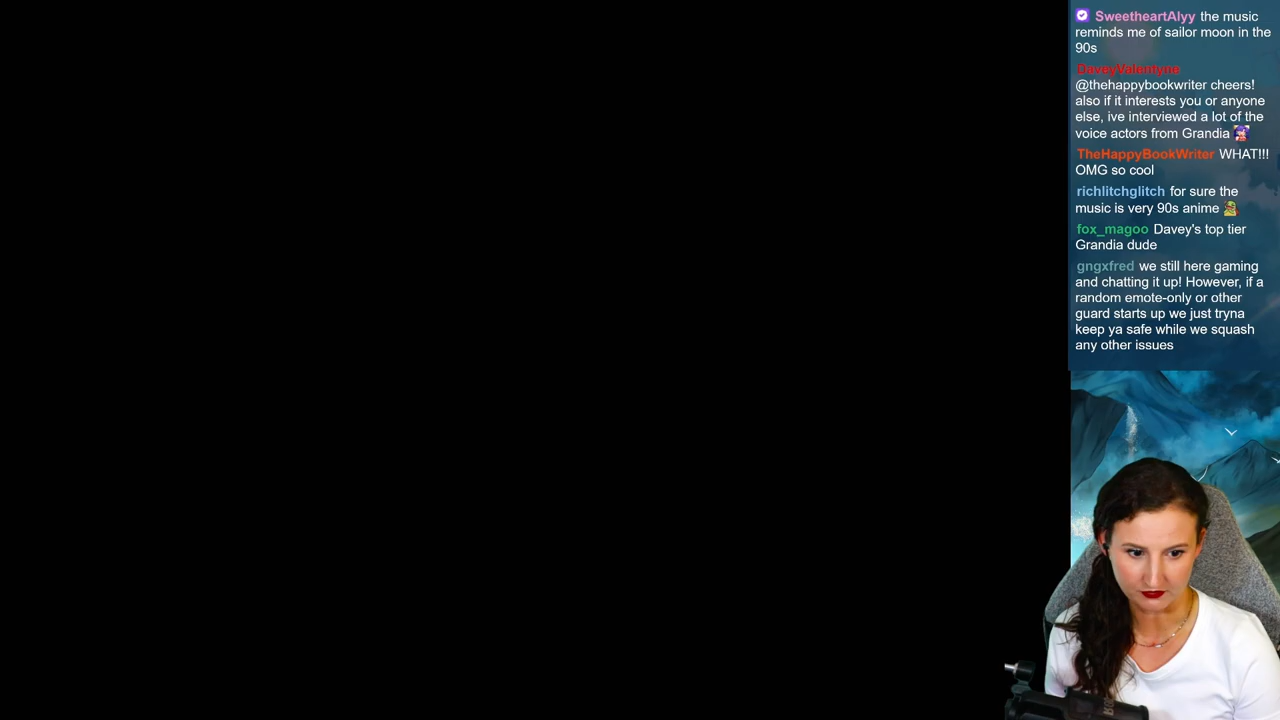 SweetheartAlyy the music
reminds me of sailor moon in the
90s
DaveyValentyne
@thehappybookwriter cheers!
also if it interests you or anyone
else, ive interviewed a lot of the
voice actors from Grandia
TheHappyBookWriter WHAT!!!
OMG so cool
richlitchglitch for sure the
music is very 90s anime
fox_magoo Davey's top tier
Grandia dude
gngxfred we still here gaming
and chatting it up! However, if a
random emote-only or other
guard starts up we just tryna
keep ya safe while we squash
any other issues